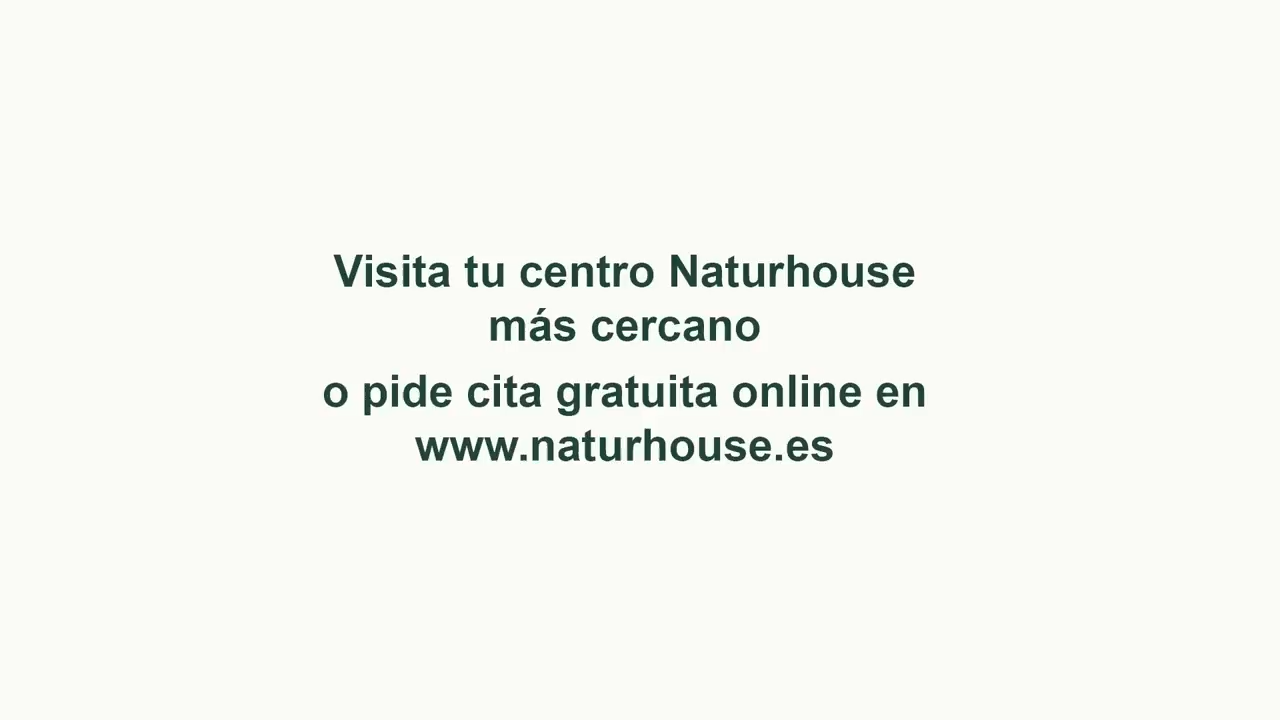 Visita tu centro Naturhouse
más cercano
o pide cita gratuita online en
www.naturhouse.es